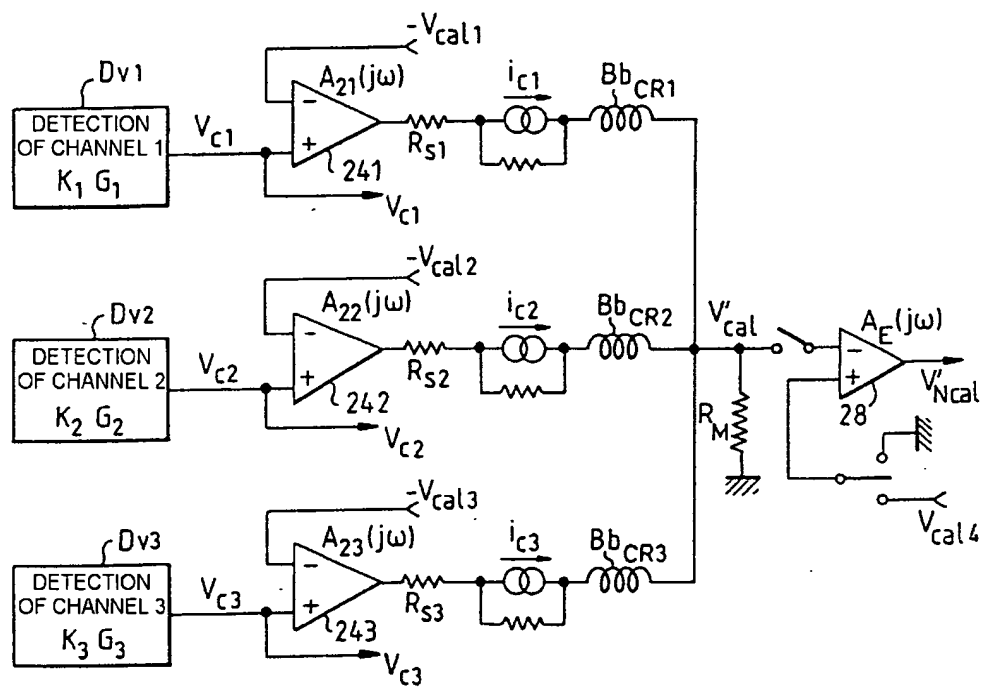 -Vcal1
Dv1
A21(jω)
ic1
BbCR1
DETECTION
OF CHANNEL 1
K1 G1
Vc1
-
+
241
RS1
Vc1
-Vcal2
Dv2
A22(jω)
ic2
BbCR2
DETECTION
OF CHANNEL 2
K2 G2
Vc2
-
+
242
RS2
Vc2
V'cal
AE(jω)
-
+
28
V'Ncal
RM
Vcal4
-Vcal3
Dv3
A23(jω)
ic3
BbCR3
DETECTION
OF CHANNEL 3
K3 G3
Vc3
-
+
243
RS3
Vc3